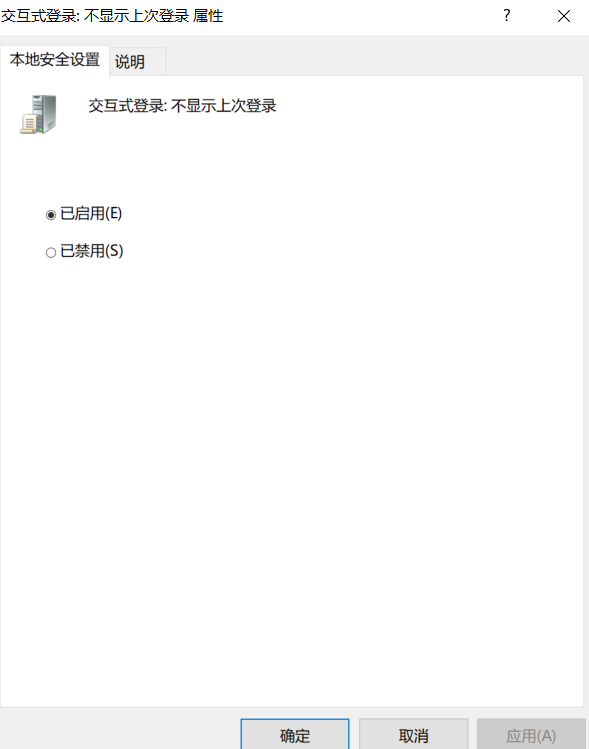 交互式登录: 不显示上次登录 属性
?
本地安全设置
说明
交互式登录: 不显示上次登录
已启用(E)
已禁用(S)
确定
取消
应用(A)